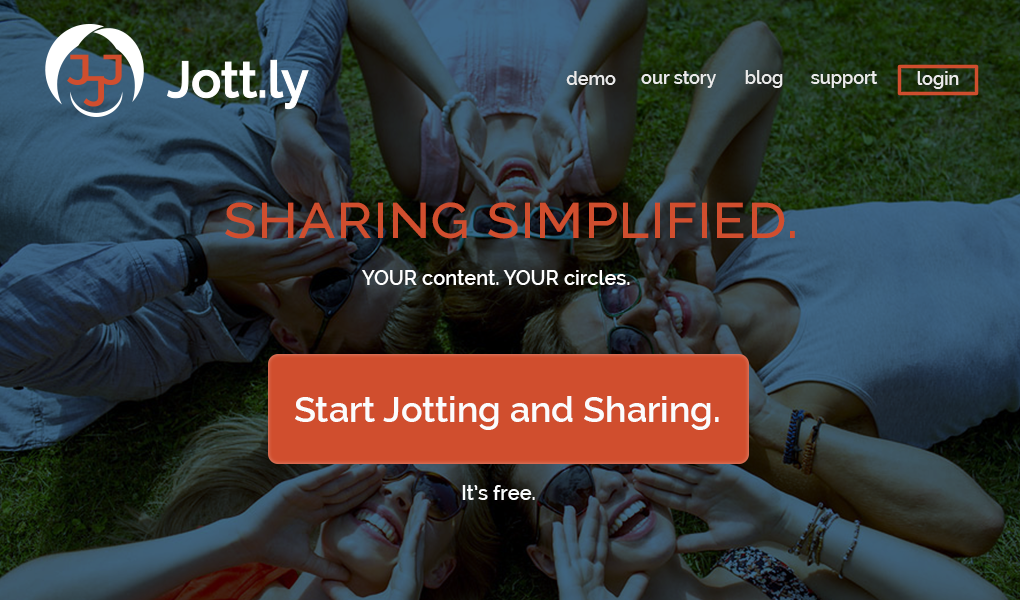 Jott.ly
demo our story blog support login
SHARING SIMPLIFIED.
YOUR content. YOUR circles.
Start Jotting and Sharing.
It's free.